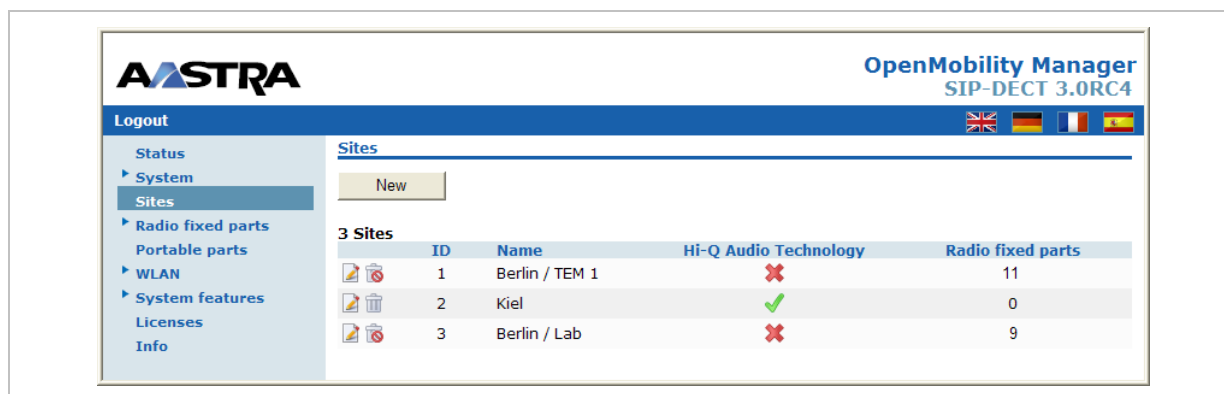 AASTRA
OpenMobility Manager
SIP-DECT 3.0RC4
Logout
Status
System
Sites
Radio fixed parts
Portable parts
WLAN
System features
Licenses
Info
Sites
New
3 Sites
ID Name Hi-Q Audio Technology Radio fixed parts
1 Berlin / TEM 1 11
2 Kiel 0
3 Berlin / Lab 9